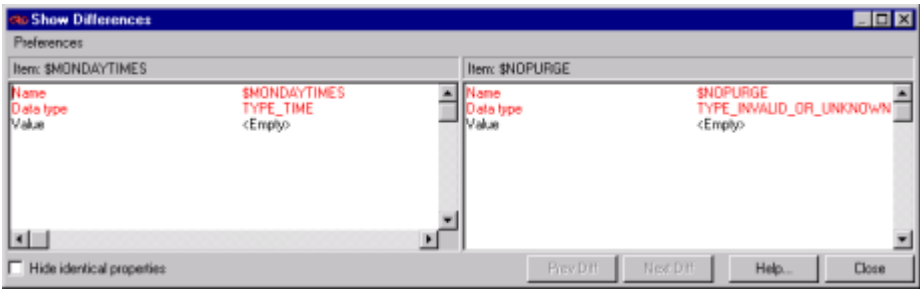 Show Differences
Preferences
Item: $MONDAYTIMES
Item: $NOPURGE
Name $MONDAYTIMES
Data type TYPE_TIME
Value <Empty>
Name $NOPURGE
Data type TYPE_INVALID_OR_UNKNOWN
Value <Empty>
Hide identical properties
Prev Diff
Next Diff
Help...
Close